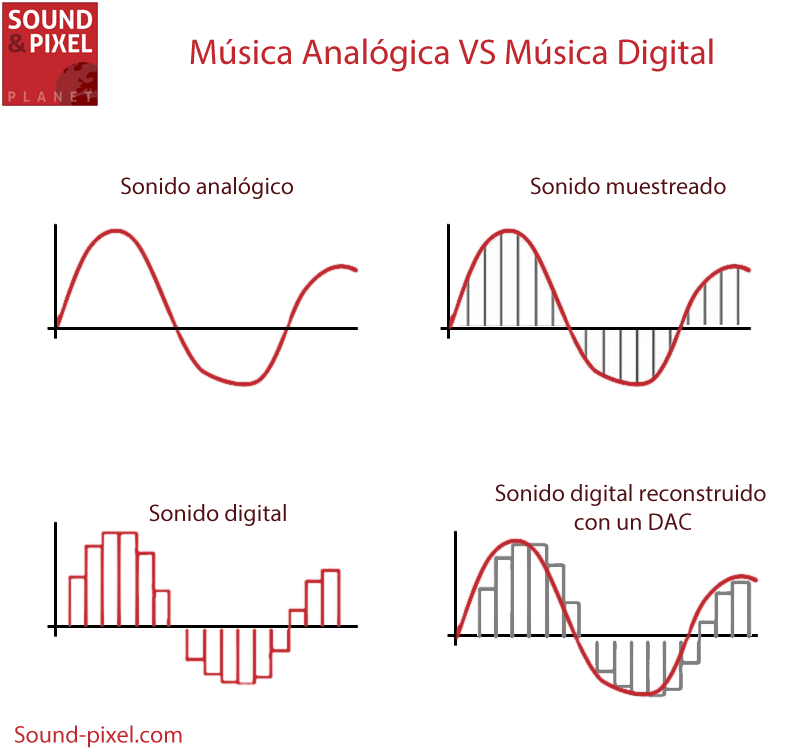 SOUND
& PIXEL
PLANET
Música Analógica VS Música Digital
Sonido analógico
Sonido muestreado
Sonido digital
Sonido digital reconstruido
con un DAC
Sound-pixel.com